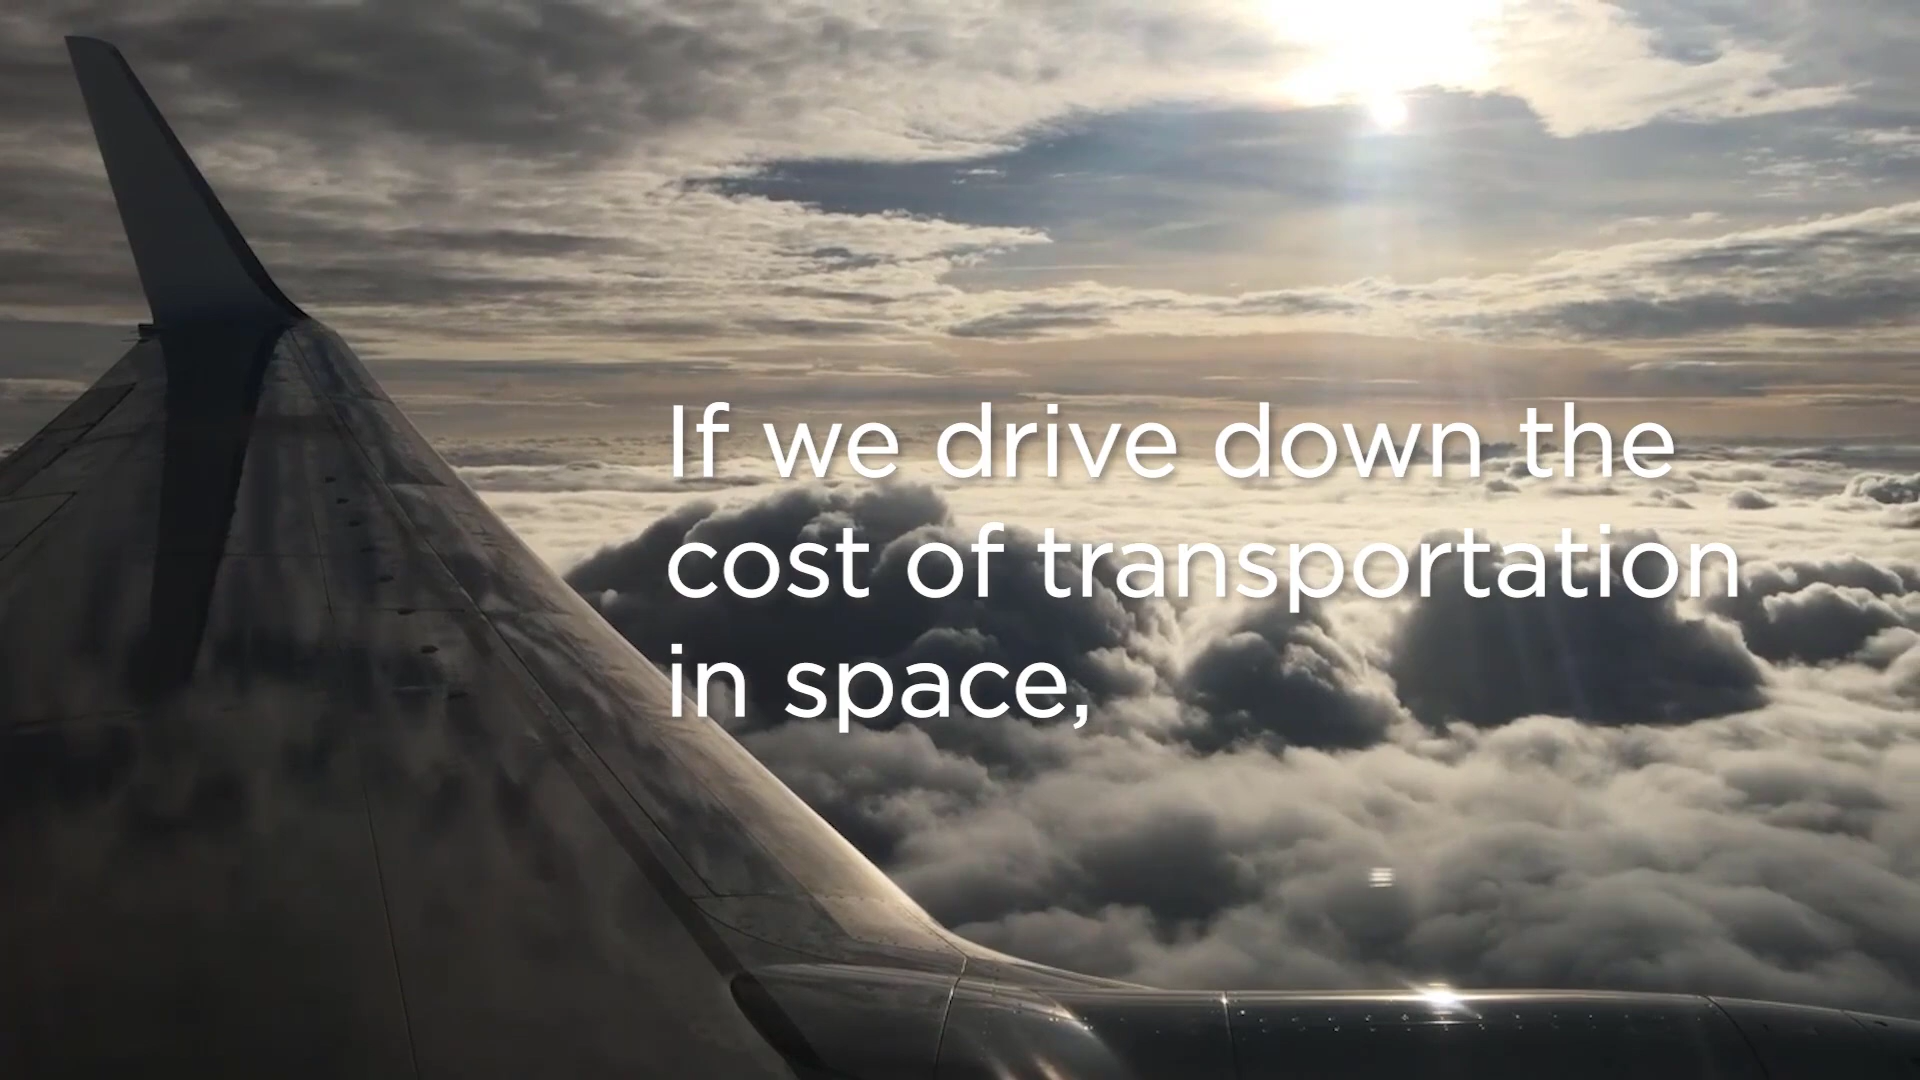 If we drive down the
cost of transportation
in space,